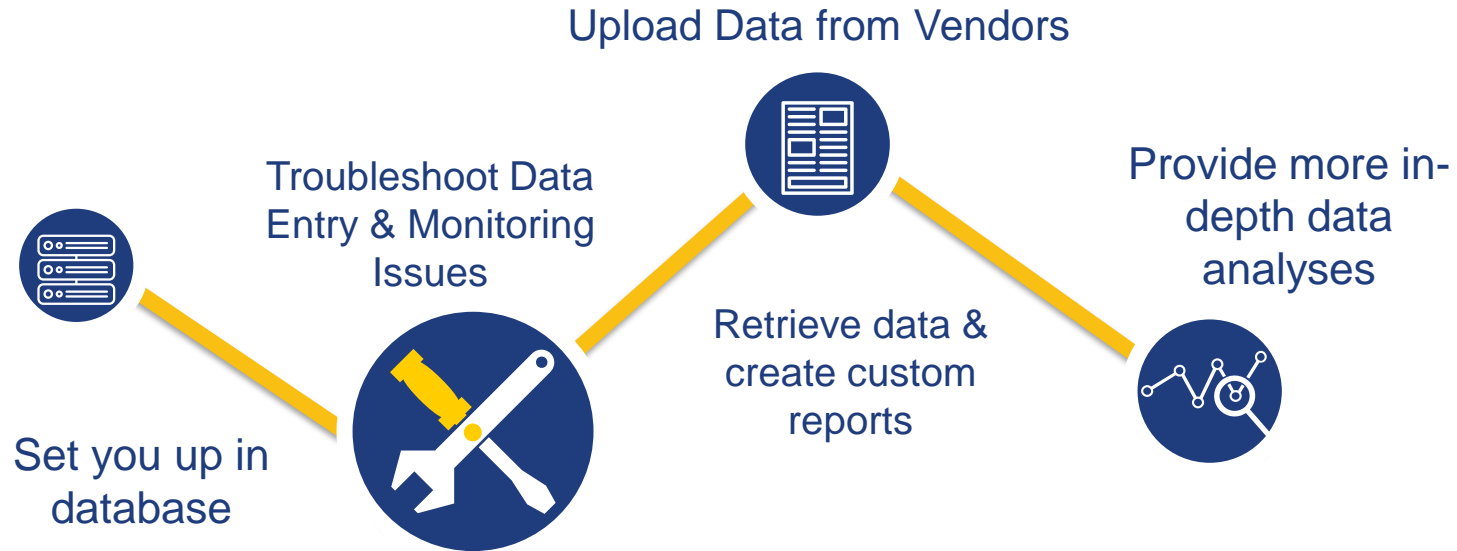 Set you up in
database
Troubleshoot Data
Entry & Monitoring
Issues
Upload Data from Vendors
Retrieve data &
create custom
reports
Provide more in-
depth data
analyses